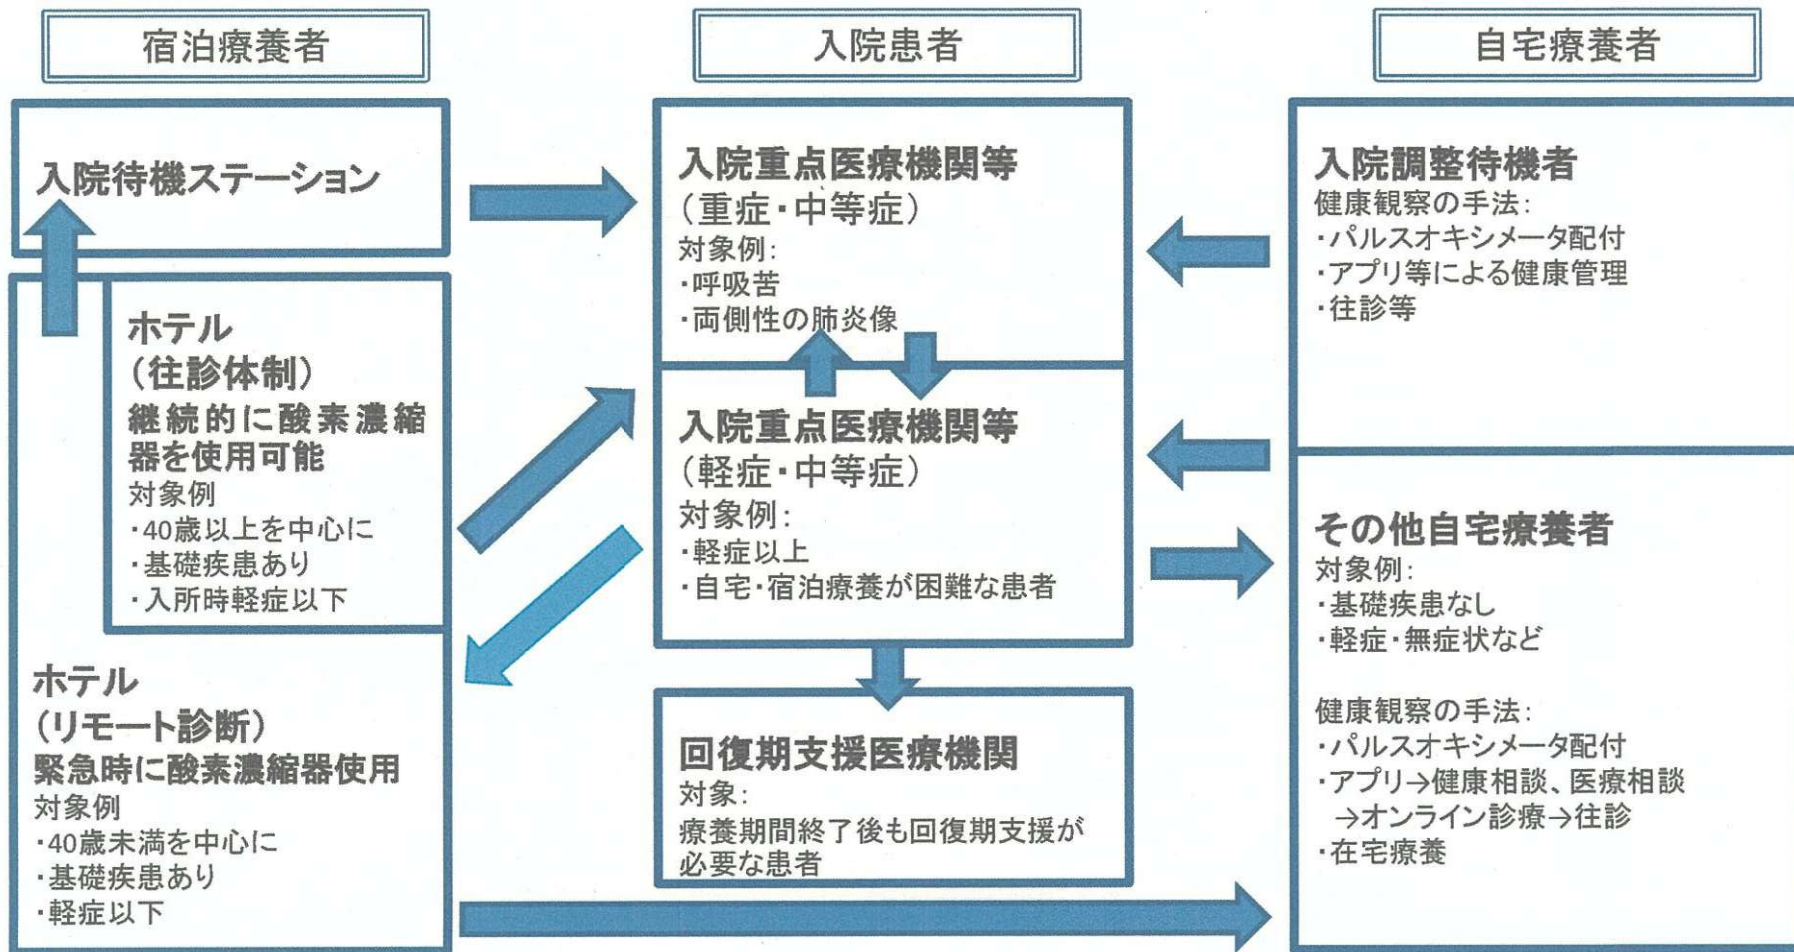 宿泊療養者
入院待機ステーション
ホテル
（往診体制）
継続的に酸素濃縮
器を使用可能
対象例
・40歳以上を中心に
・基礎疾患あり
・入所時軽症以下
ホテル
（リモート診断）
緊急時に酸素濃縮器使用
対象例
・40歳未満を中心に
・基礎疾患あり
・軽症以下
入院患者
入院重点医療機関等
（重症・中等症）
対象例：
・呼吸苦
・両側性の肺炎像
入院重点医療機関等
（軽症・中等症）
対象例：
・軽症以上
・自宅・宿泊療養が困難な患者
回復期支援医療機関
対象：
療養期間終了後も回復期支援が
必要な患者
自宅療養者
入院調整待機者
健康観察の手法：
・パルスオキシメータ配付
・アプリ等による健康管理
・往診等
その他自宅療養者
対象例：
・基礎疾患なし
・軽症・無症状など
健康観察の手法：
・パルスオキシメータ配付
・アプリ→健康相談、医療相談
→オンライン診療→往診
・在宅療養